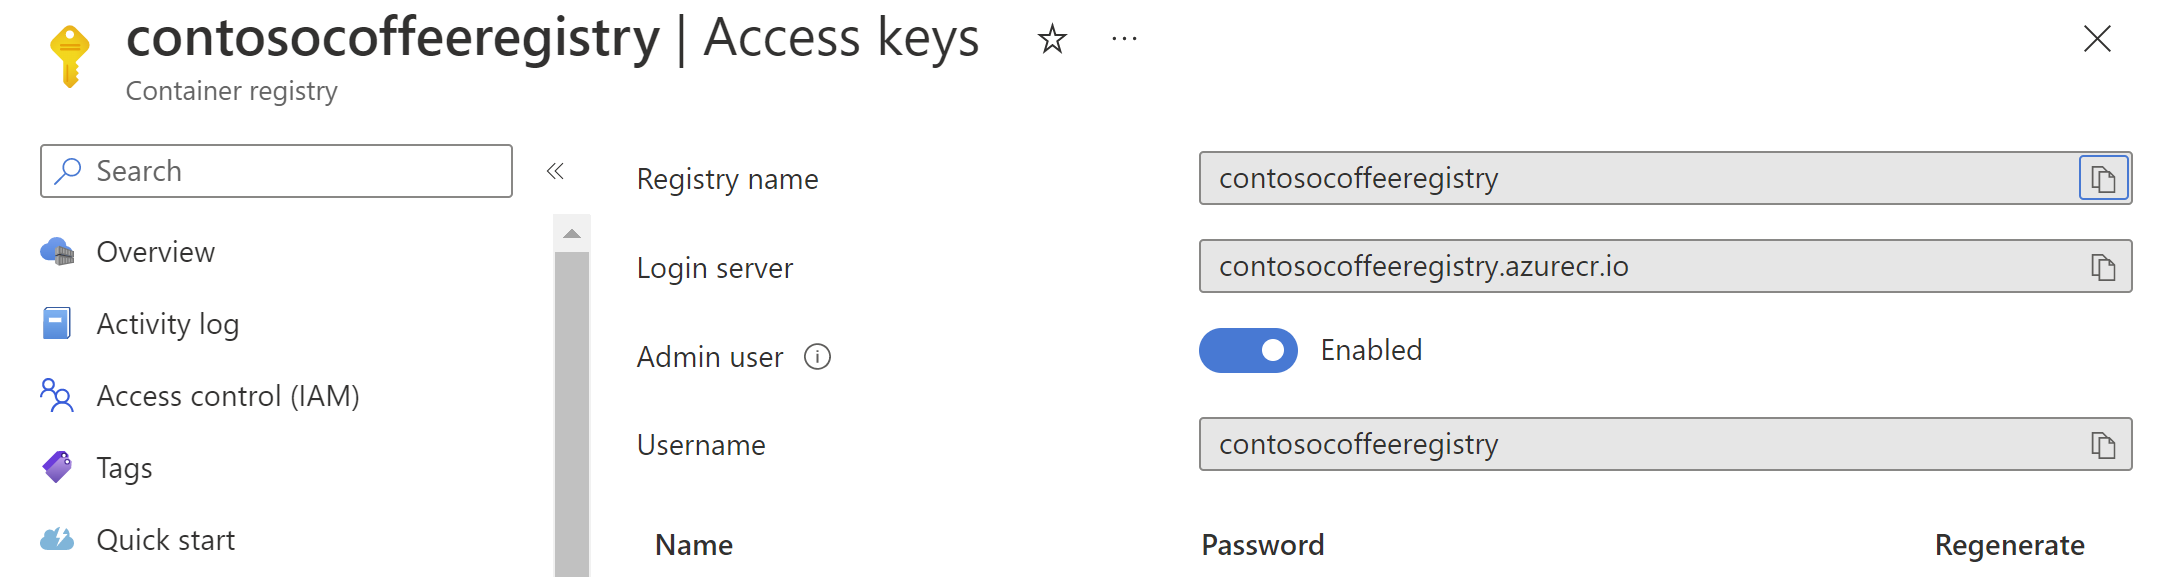 contosocoffeeregistry | Access keys
Container registry
Search
Overview
Activity log
Access control (IAM)
Tags
Quick start
Registry name
contosocoffeeregistry
Login server
contosocoffeeregistry.azurecr.io
Admin user
Enabled
Username
contosocoffeeregistry
Name Password Regenerate